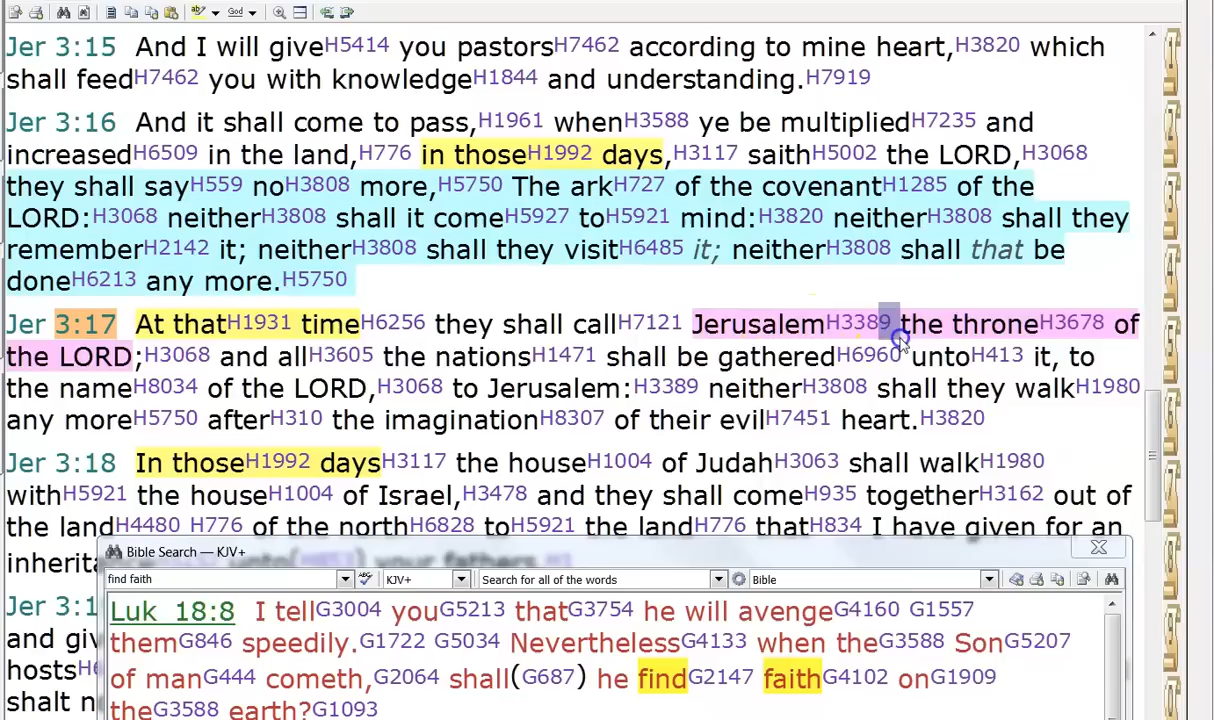 God
Jer 3:15 And I will giveH5414 you pastorsH7462 according to mine heart,H3820 which
shall feedH7462 you with knowledgeH1844 and understanding.H7919
Jer 3:16 And it shall come to pass,H1961 whenH3588 ye be multipliedH7235 and
increasedH6509 in the land,H776 in thoseH1992 days,H3117 saithH5002 the LORD,H3068
they shall sayH559 noH3808 more,H5750 The arkH727 of the covenantH1285 of the
LORD:H3068 neitherH3808 shall it comeH5927 toH5921 mind:H3820 neitherH3808 shall they
rememberH2142 it; neitherH3808 shall they visitH6485 it; neitherH3808 shall that be
doneH6213 any more.H5750
Jer 3:17 At thatH1931 timeH6256 they shall callH7121 JerusalemH3389 the throneH3678 of
the LORD;H3068 and allH3605 the nationsH1471 shall be gatheredH6960 untoH413 it, to
the nameH8034 of the LORD,H3068 to Jerusalem:H3389 neitherH3808 shall they walkH1980
any moreH5750 afterH310 the imaginationH8307 of their evilH7451 heart.H3820
Jer 3:18 In thoseH1992 daysH3117 the houseH1004 of JudahH3063 shall walkH1980
withH5921 the houseH1004 of Israel,H3478 and they shall comeH935 togetherH3162 out of
the landH4480 H776 of the northH6828 toH5921 the landH776 thatH834 I have given for an
your fathers.
Bible Search — KJV+
find faith KJV+ Search for all of the words Bible
Luk 18:8 I tellG3004 youG5213 thatG3754 he will avengeG4160 G1557
themG846 speedily.G1722 G5034 NeverthelessG4133 when theG3588 SonG5207
of manG444 cometh,G2064 shall(G687) he findG2147 faithG4102 onG1909
theG3588 earth?G1093
Jer 3:1
and giv
hosts
shalt n